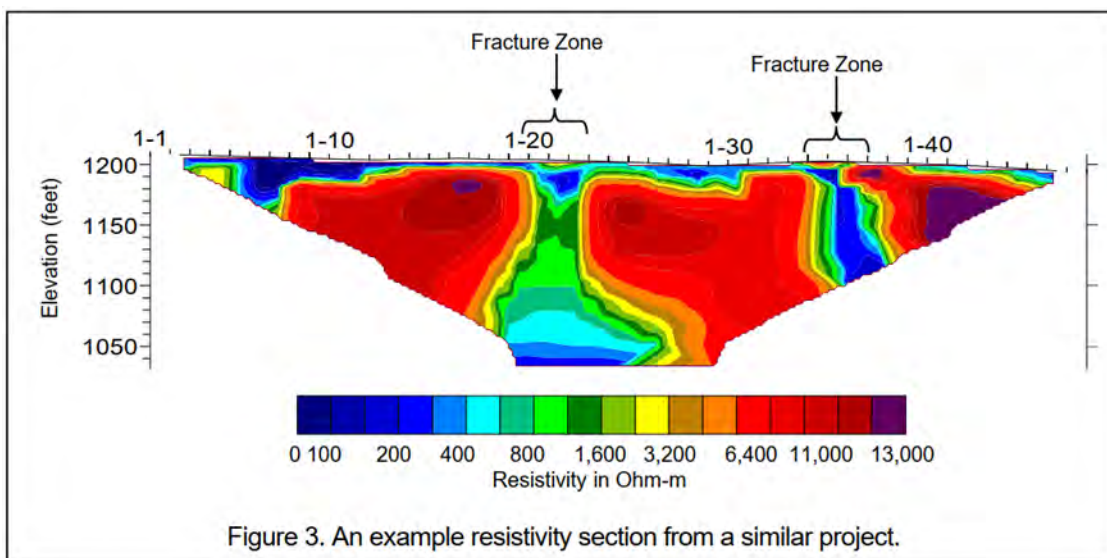 Fracture Zone
Fracture Zone
1-1
1-10
1-20
1-30
1-40
1200
1150
1100
1050
Elevation (feet)
0 100 200 400 800 1,600 3,200 6,400 11,000 13,000
Resistivity in Ohm-m
Figure 3. An example resistivity section from a similar project.